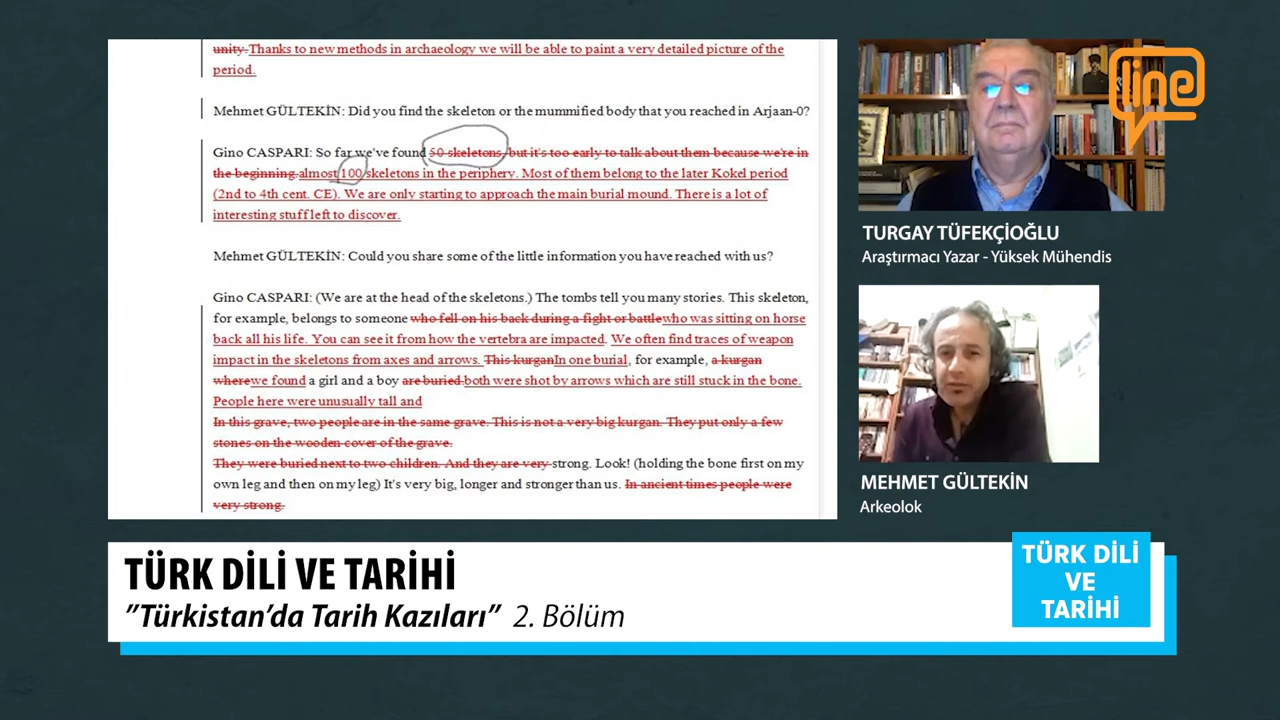 unity.Thanks to new methods in archaeology we will be able to paint a very detailed picture of the
period.
Mehmet GÜLTEKİN: Did you find the skeleton or the mummified body that you reached in Arjaan-0?
Gino CASPARI: So far we've found 50 skeletons, but it's too early to talk about them because we're in
the beginning.almost 100 skeletons in the periphery. Most of them belong to the later Kokel period
(2nd to 4th cent. CE). We are only starting to approach the main burial mound. There is a lot of
interesting stuff left to discover.
Mehmet GÜLTEKİN: Could you share some of the little information you have reached with us?
Gino CASPARI: (We are at the head of the skeletons.) The tombs tell you many stories. This skeleton,
for example, belongs to someone who fell on his back during a fight or battlewho was sitting on horse
back all his life. You can see it from how the vertebra are impacted. We often find traces of weapon
impact in the skeletons from axes and arrows. This kurganIn one burial, for example, a kurgan
wherewe found a girl and a boy are buried.both were shot by arrows which are still stuck in the bone.
People here were unusually tall and
In this grave, two people are in the same grave. This is not a very big kurgan. They put only a few
stones on the wooden cover of the grave.
They were buried next to two children. And they are very strong. Look! (holding the bone first on my
own leg and then on my leg) It's very big, longer and stronger than us. In ancient times people were
very strong.
line
TURGAY TÜFEKÇİOĞLU
Araştırmacı Yazar - Yüksek Mühendis
MEHMET GÜLTEKİN
Arkeolok
TÜRK DİLİ VE TARİHİ
"Türkistan'da Tarih Kazıları" 2. Bölüm
TÜRK DİLİ
VE
TARİHİ